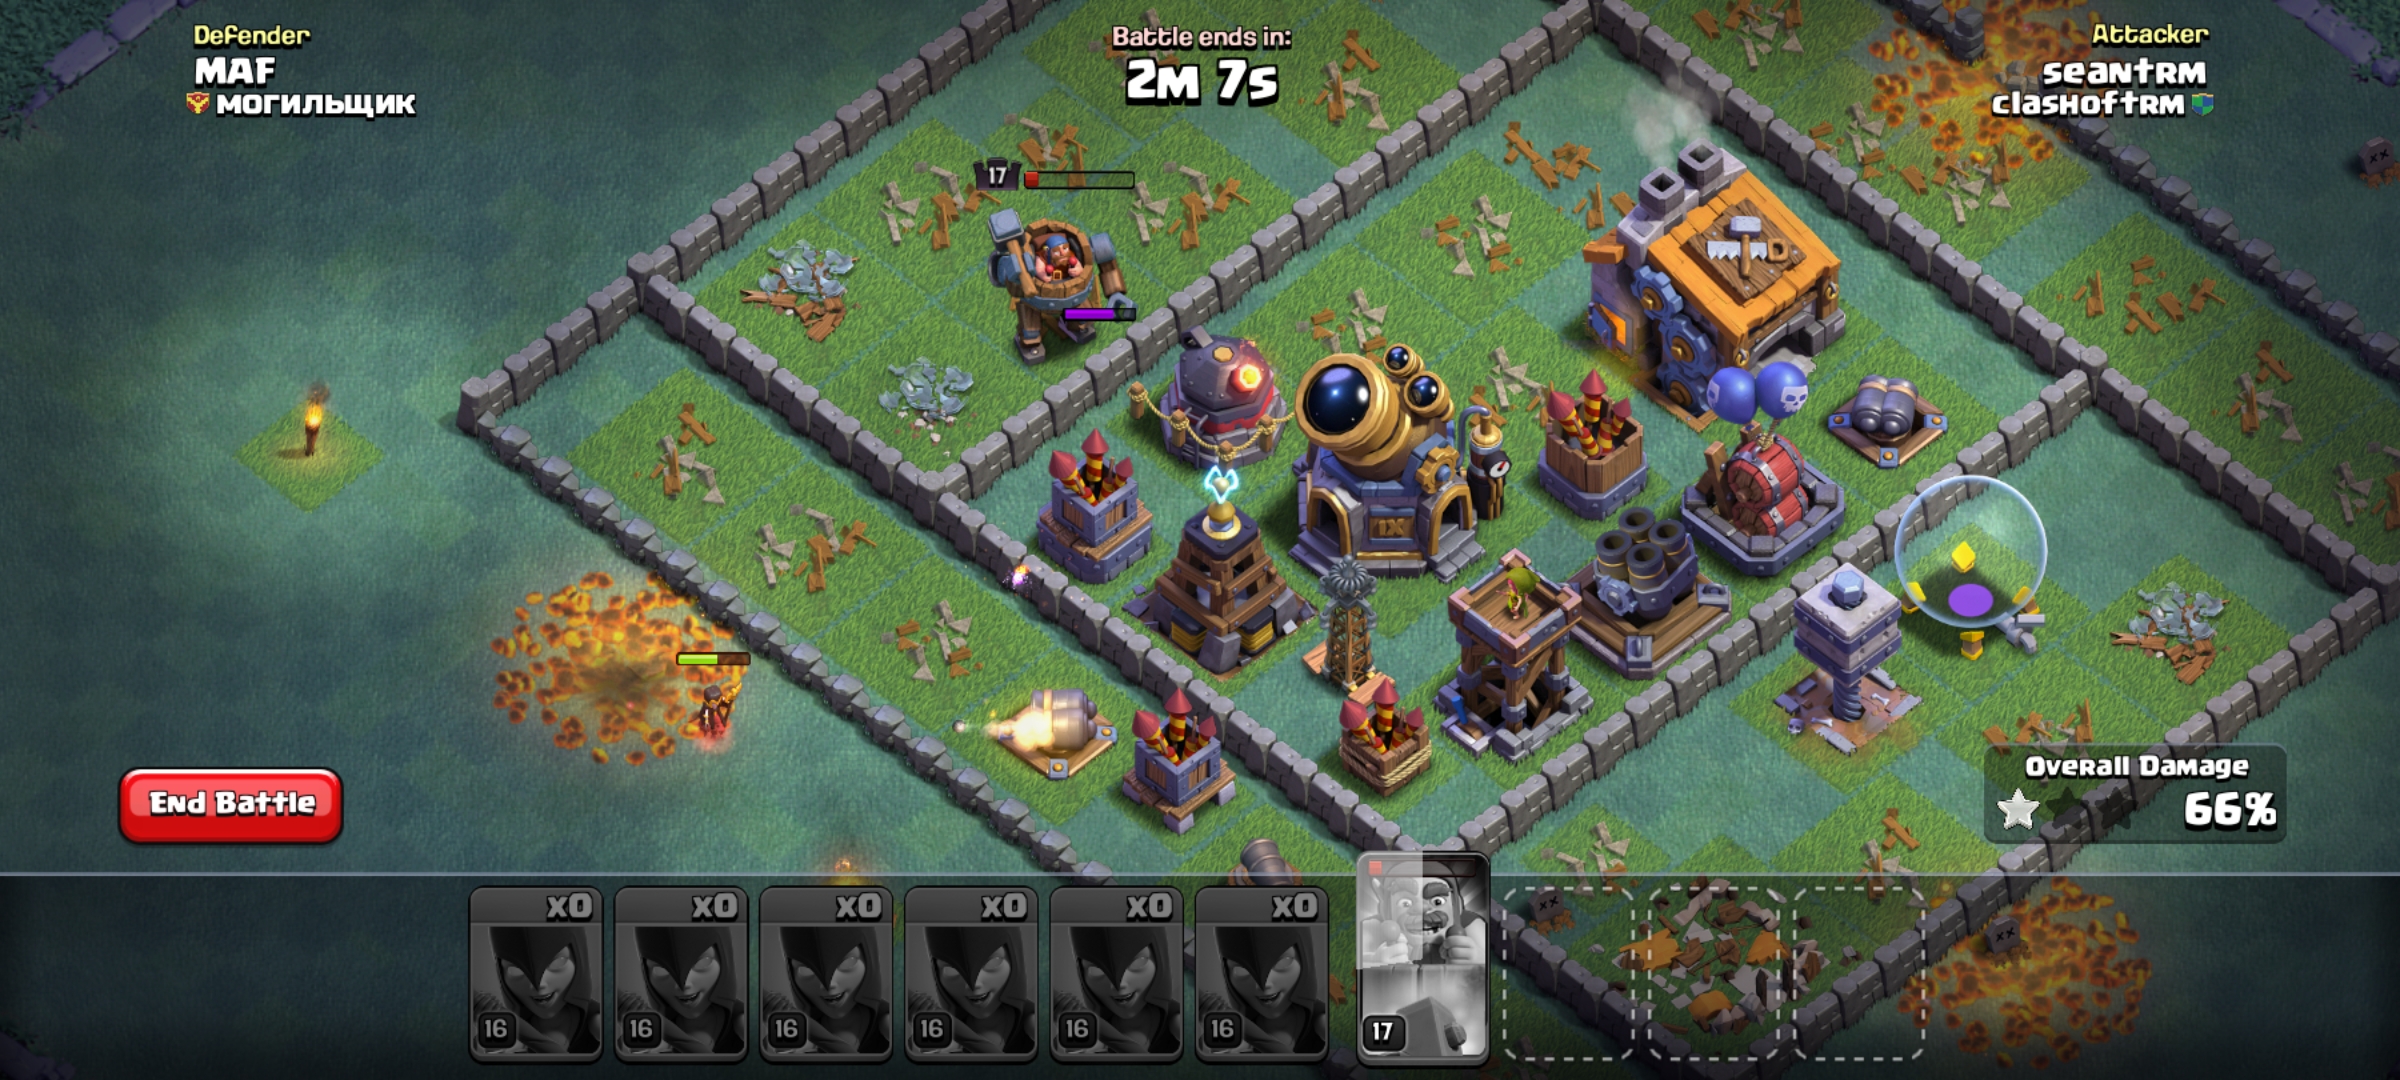 Defender
MAF
могильщик
Battle ends in:
2M 7s
Attacker
seantRM
clashoftRM
17
IX
End Battle
Overall Damage
66%
x0
x0
x0
x0
x0
x0
16
16
16
16
16
16
17